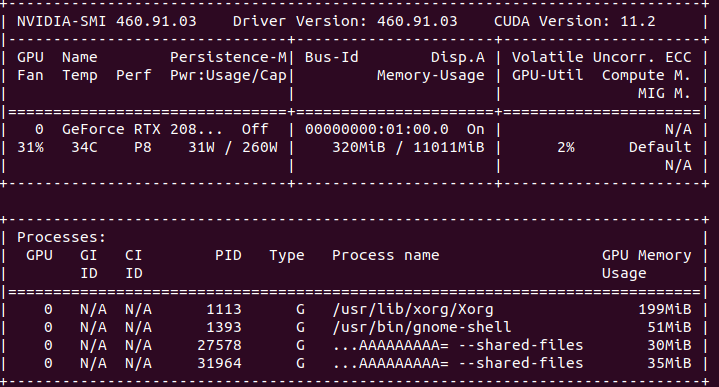 NVIDIA-SMI 460.91.03    Driver Version: 460.91.03    CUDA Version: 11.2
GPU  Name        Persistence-M| Bus-Id        Disp.A | Volatile Uncorr. ECC
Fan  Temp  Perf  Pwr:Usage/Cap|         Memory-Usage | GPU-Util  Compute M.
MIG M.
0  GeForce RTX 208...  Off  | 00000000:01:00.0  On |                  N/A
31%   34C    P8    31W / 260W |    320MiB / 11011MiB |      2%      Default
N/A
Processes:
GPU   GI   CI        PID   Type   Process name                  GPU Memory
ID   ID                                                   Usage
0   N/A  N/A      1113      G   /usr/lib/xorg/Xorg                199MiB
0   N/A  N/A      1393      G   /usr/bin/gnome-shell               51MiB
0   N/A  N/A     27578      G   ...AAAAAAAAA= --shared-files       30MiB
0   N/A  N/A     31964      G   ...AAAAAAAAA= --shared-files       35MiB